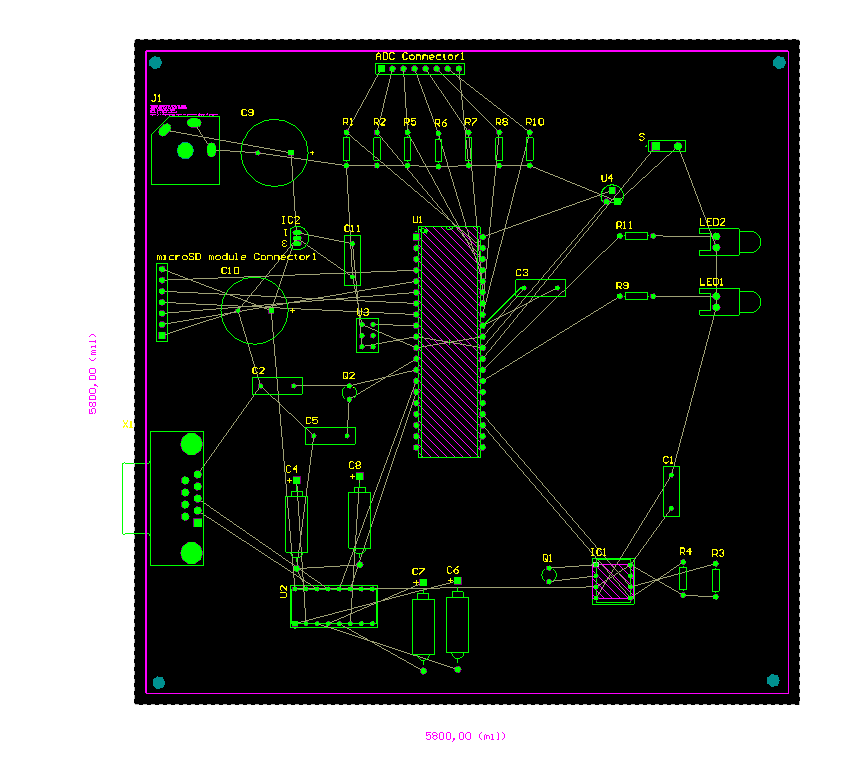 ADC Connector1
J1
C9
+
R1 R2 R5 R6 R7 R8 R10
S
U4
IC2
1
3
C11
U1
R11
LED2
microSD module Connector1
C10
+
C3
R9
LED1
U3
5800,00 (mil)
C2
Q2
X1
C5
C4
+
C8
+
C1
IC1
Q1
R4
R3
C7
+
C6
+
U2
5800,00 (mil)